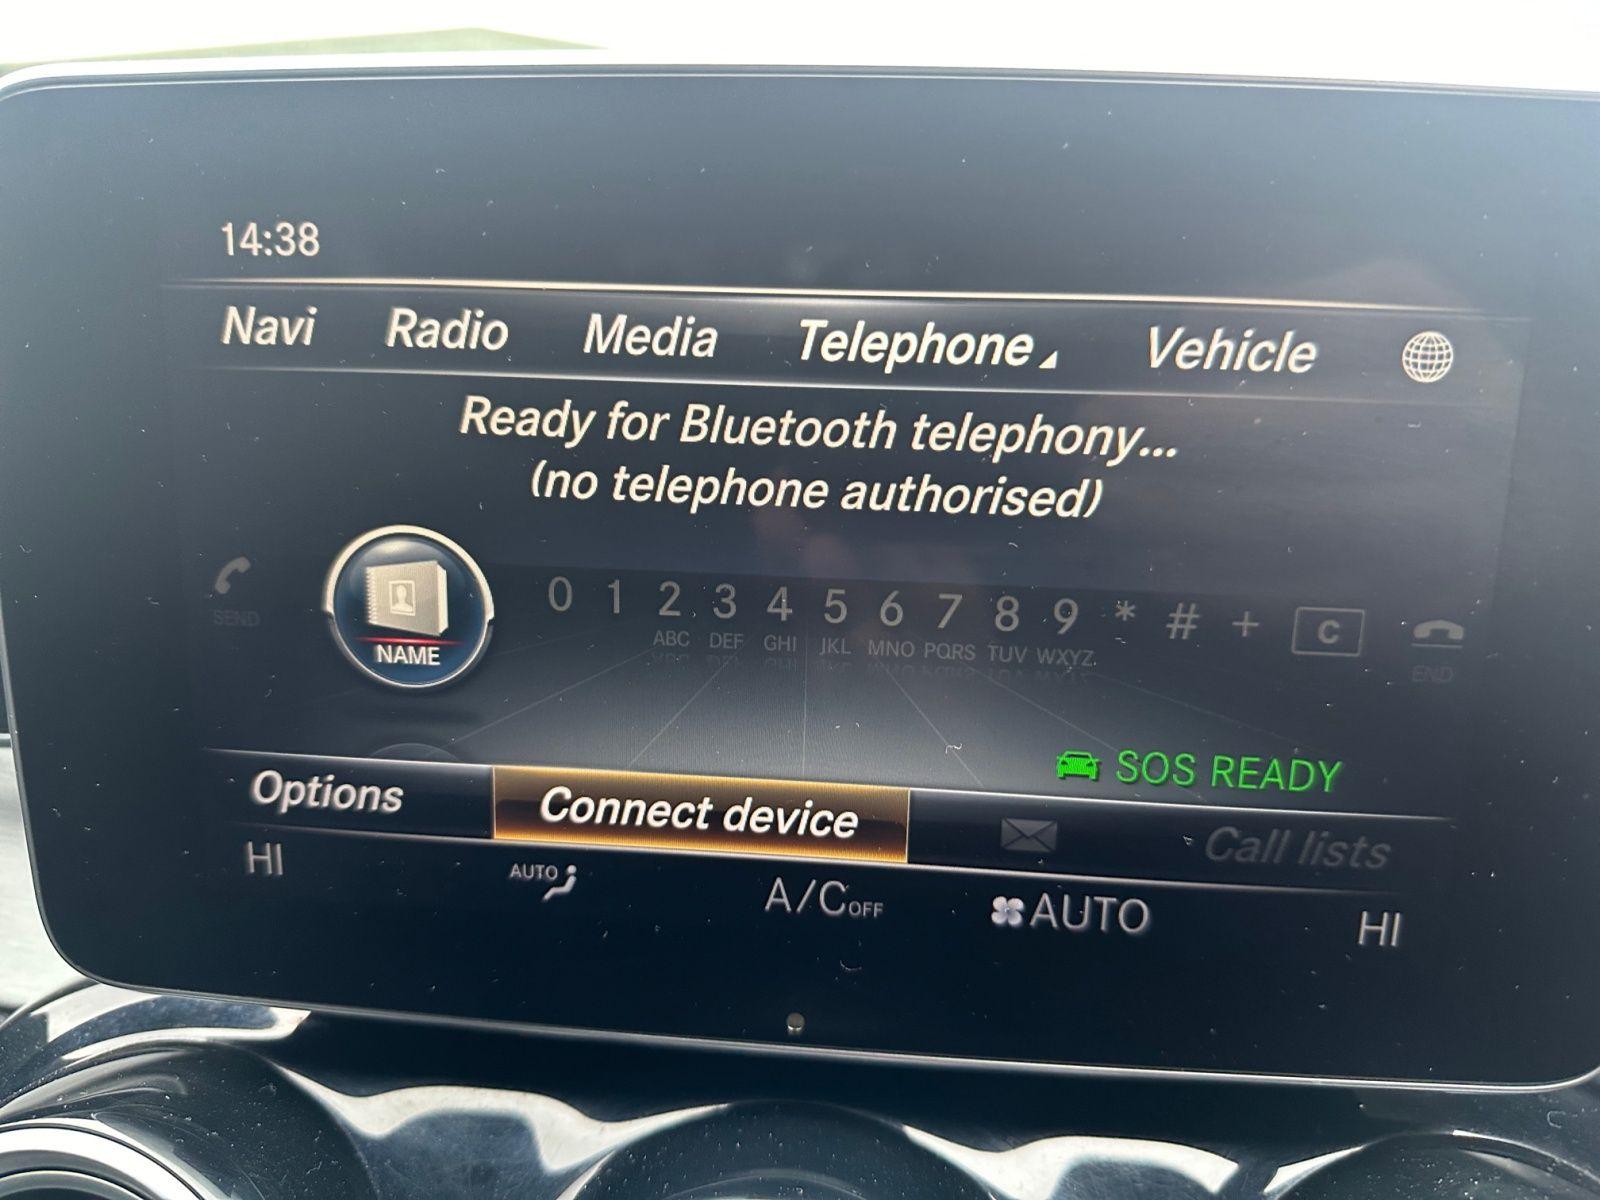 14:38
Navi Radio Media Telephone Vehicle
Ready for Bluetooth telephony...
(no telephone authorised)
SEND NAME 0 1 2 3 4 5 6 7 8 9 * # + C END
ABC DEF GHI JKL MNO PQRS TUV WXYZ
SOS READY
Options Connect device Call lists
HI AUTO A/C OFF AUTO HI